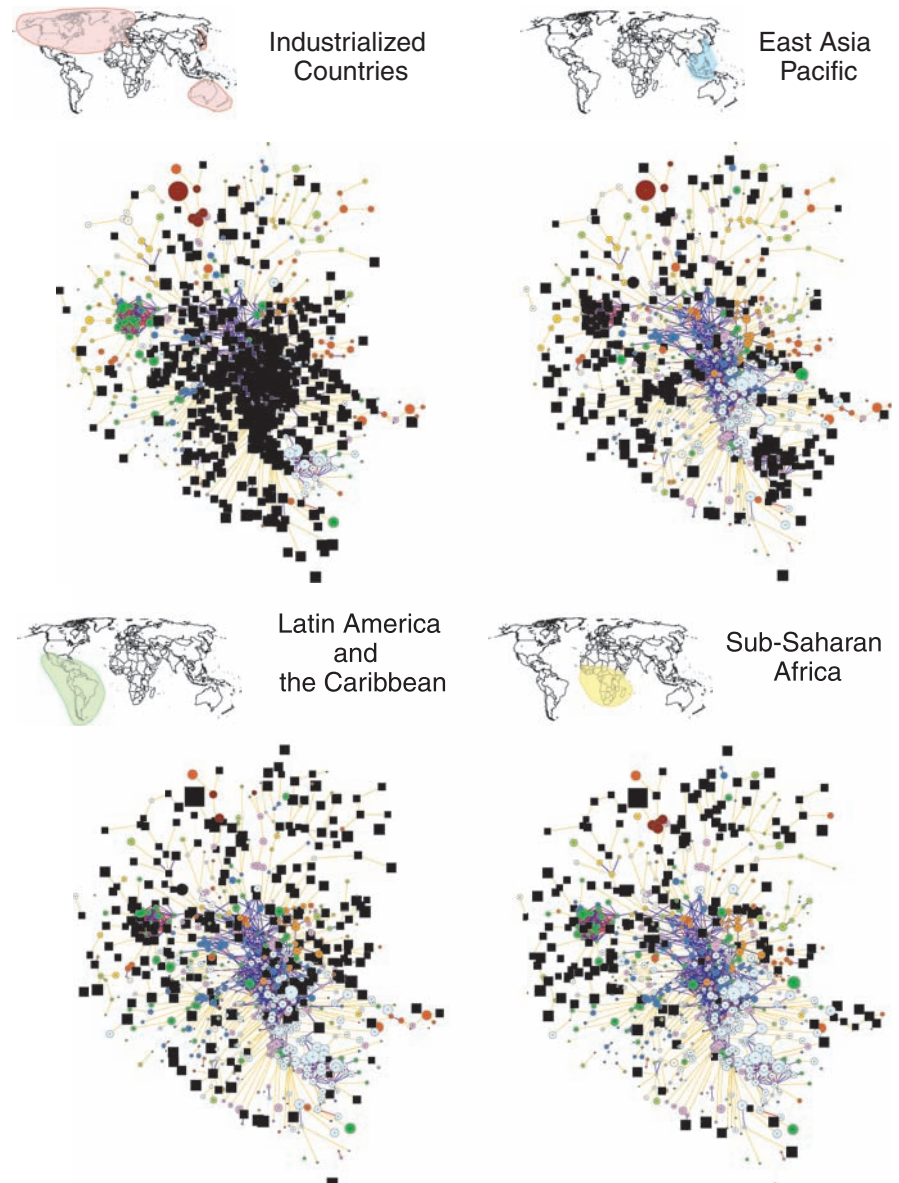 Industrialized
Countries
East Asia
Pacific
Latin America
and
the Caribbean
Sub-Saharan
Africa